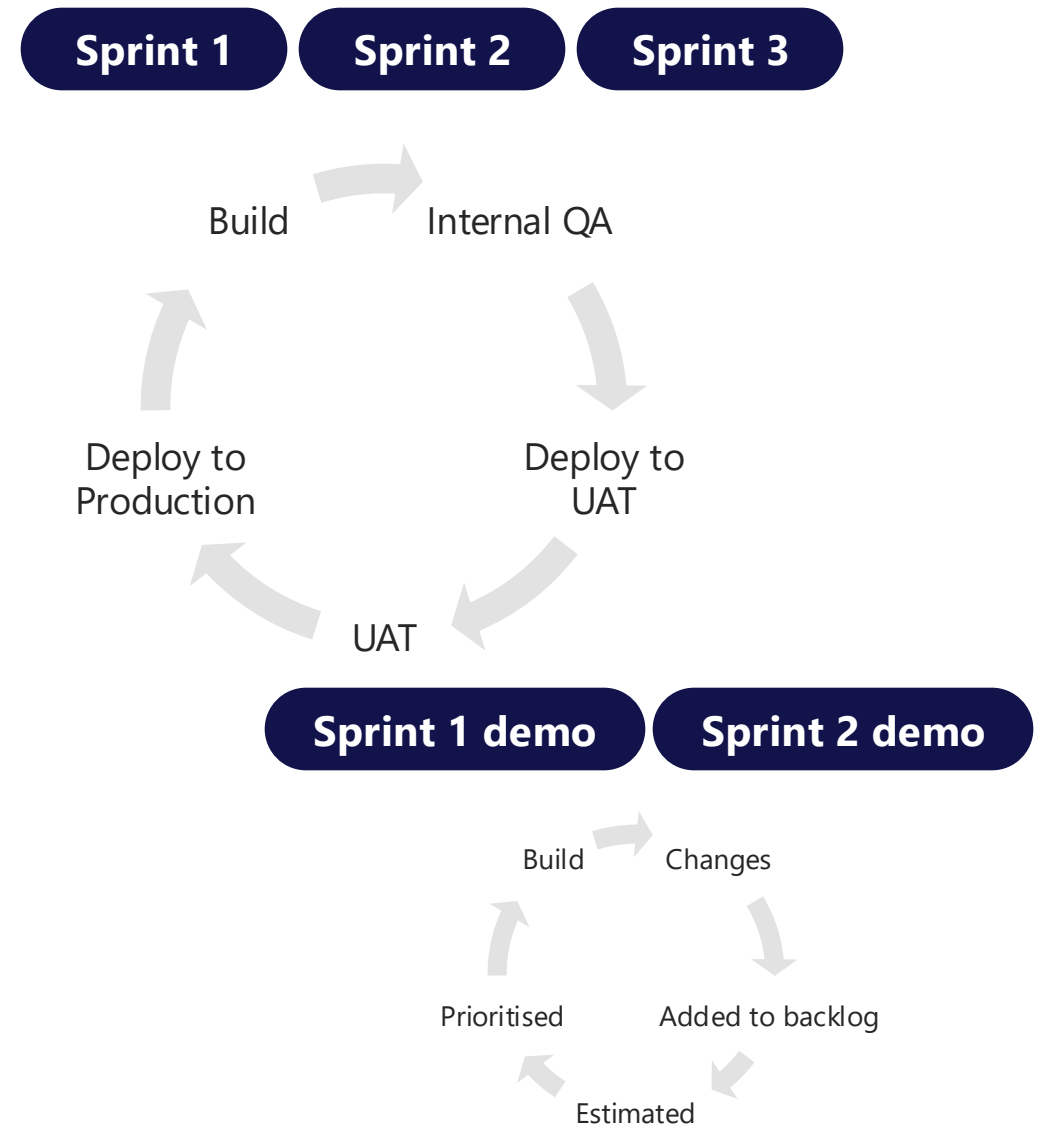 Sprint 1
Sprint 2
Sprint 3
Build
Internal QA
Deploy to
UAT
UAT
Deploy to
Production
Sprint 1 demo
Sprint 2 demo
Build
Changes
Added to backlog
Estimated
Prioritised